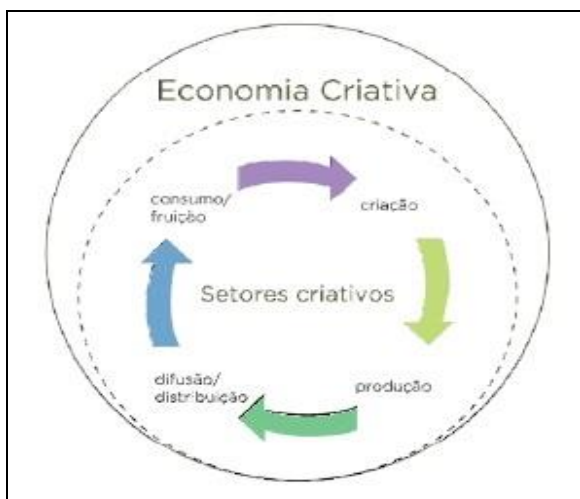 Economia Criativa
consumo/
fruição
criação
Setores criativos
difusão/
distribuição
produção